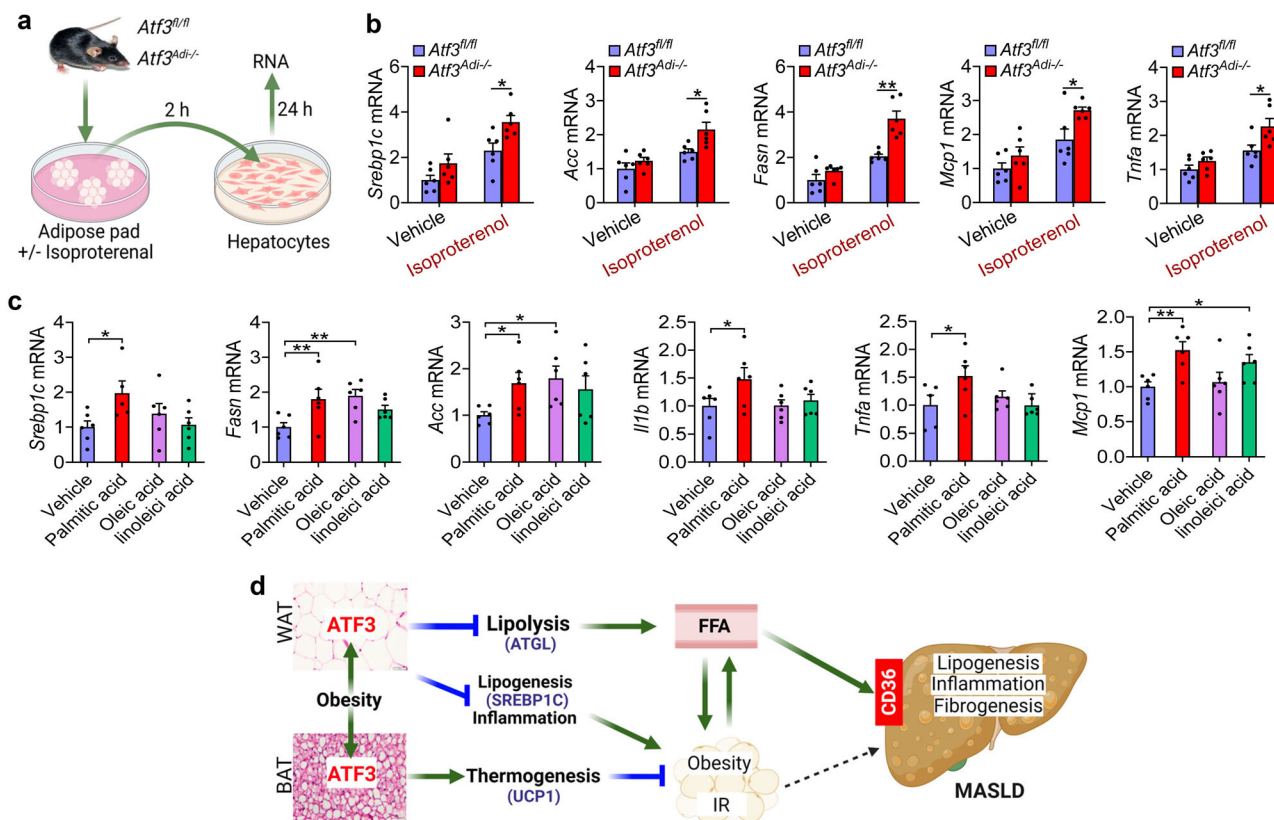 a
Atf3fl/fl
Atf3Adi-/-
RNA
2 h
24 h
Adipose pad
+/- Isoproterenal
Hepatocytes
b
Atf3fl/fl
Atf3Adi-/-
Srebp1c mRNA
6
4
2
0
Vehicle
Isoproterenol
*
Atf3fl/fl
Atf3Adi-/-
Acc mRNA
4
3
2
1
0
Vehicle
Isoproterenol
*
Atf3fl/fl
Atf3Adi-/-
Fasn mRNA
6
4
2
0
Vehicle
Isoproterenol
**
Atf3fl/fl
Atf3Adi-/-
Mcp1 mRNA
4
3
2
1
0
Vehicle
Isoproterenol
*
Atf3fl/fl
Atf3Adi-/-
Tnfa mRNA
4
3
2
1
0
Vehicle
Isoproterenol
*
c
Srebp1c mRNA
4
3
2
1
0
*
Vehicle
Palmitic acid
Oleic acid
linoleici acid
Fasn mRNA
4
3
2
1
0
**
**
Vehicle
Palmitic acid
Oleic acid
linoleici acid
Acc mRNA
3
2
1
0
*
*
Vehicle
Palmitic acid
Oleic acid
linoleici acid
Il1b mRNA
2.0
1.5
1.0
0.5
0.0
*
Vehicle
Palmitic acid
Oleic acid
linoleici acid
Tnfa mRNA
2.5
2.0
1.5
1.0
0.5
0.0
*
Vehicle
Palmitic acid
Oleic acid
linoleici acid
Mcp1 mRNA
2.0
1.5
1.0
0.5
0.0
*
**
Vehicle
Palmitic acid
Oleic acid
linoleici acid
d
WAT
ATF3
Obesity
BAT
ATF3
Lipolysis
(ATGL)
Lipogenesis
(SREBP1C)
Inflammation
Thermogenesis
(UCP1)
FFA
Obesity
IR
CD36
Lipogenesis
Inflammation
Fibrogenesis
MASLD